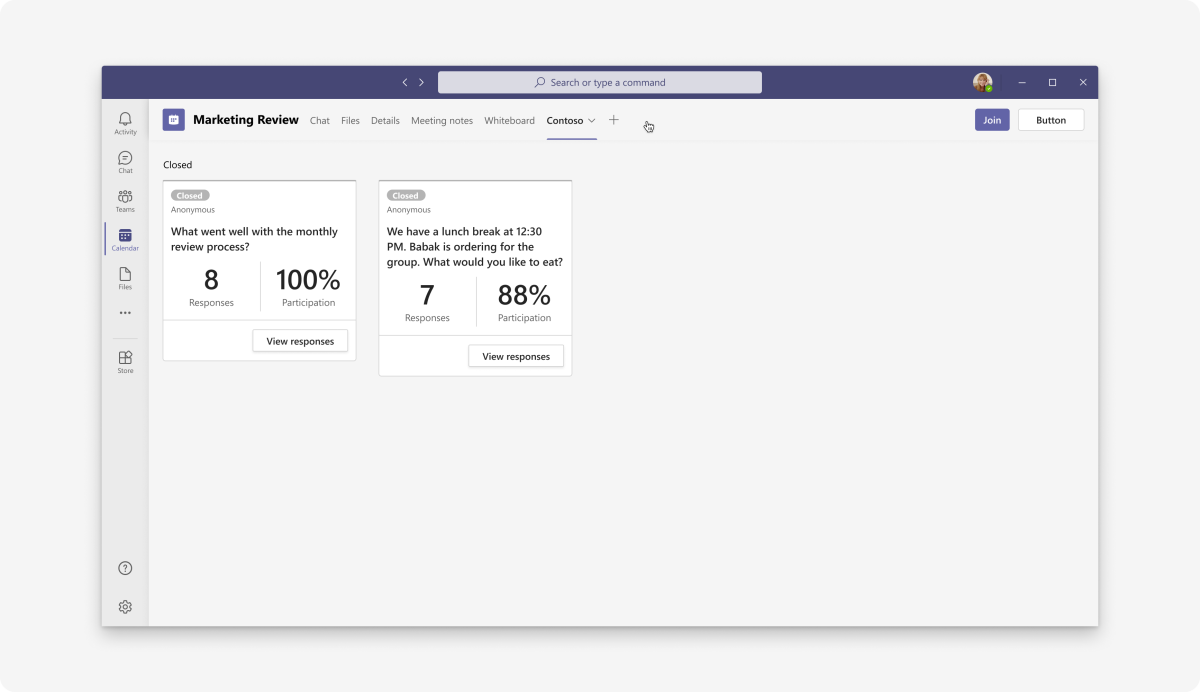 Search or type a command
Activity
Chat
Teams
Calendar
Files
Store
Marketing Review Chat Files Details Meeting notes Whiteboard Contoso Join Button
Closed
Closed
Anonymous
What went well with the monthly
review process?
8 100%
Responses Participation
View responses
Closed
Anonymous
We have a lunch break at 12:30
PM. Babak is ordering for the
group. What would you like to eat?
7 88%
Responses Participation
View responses